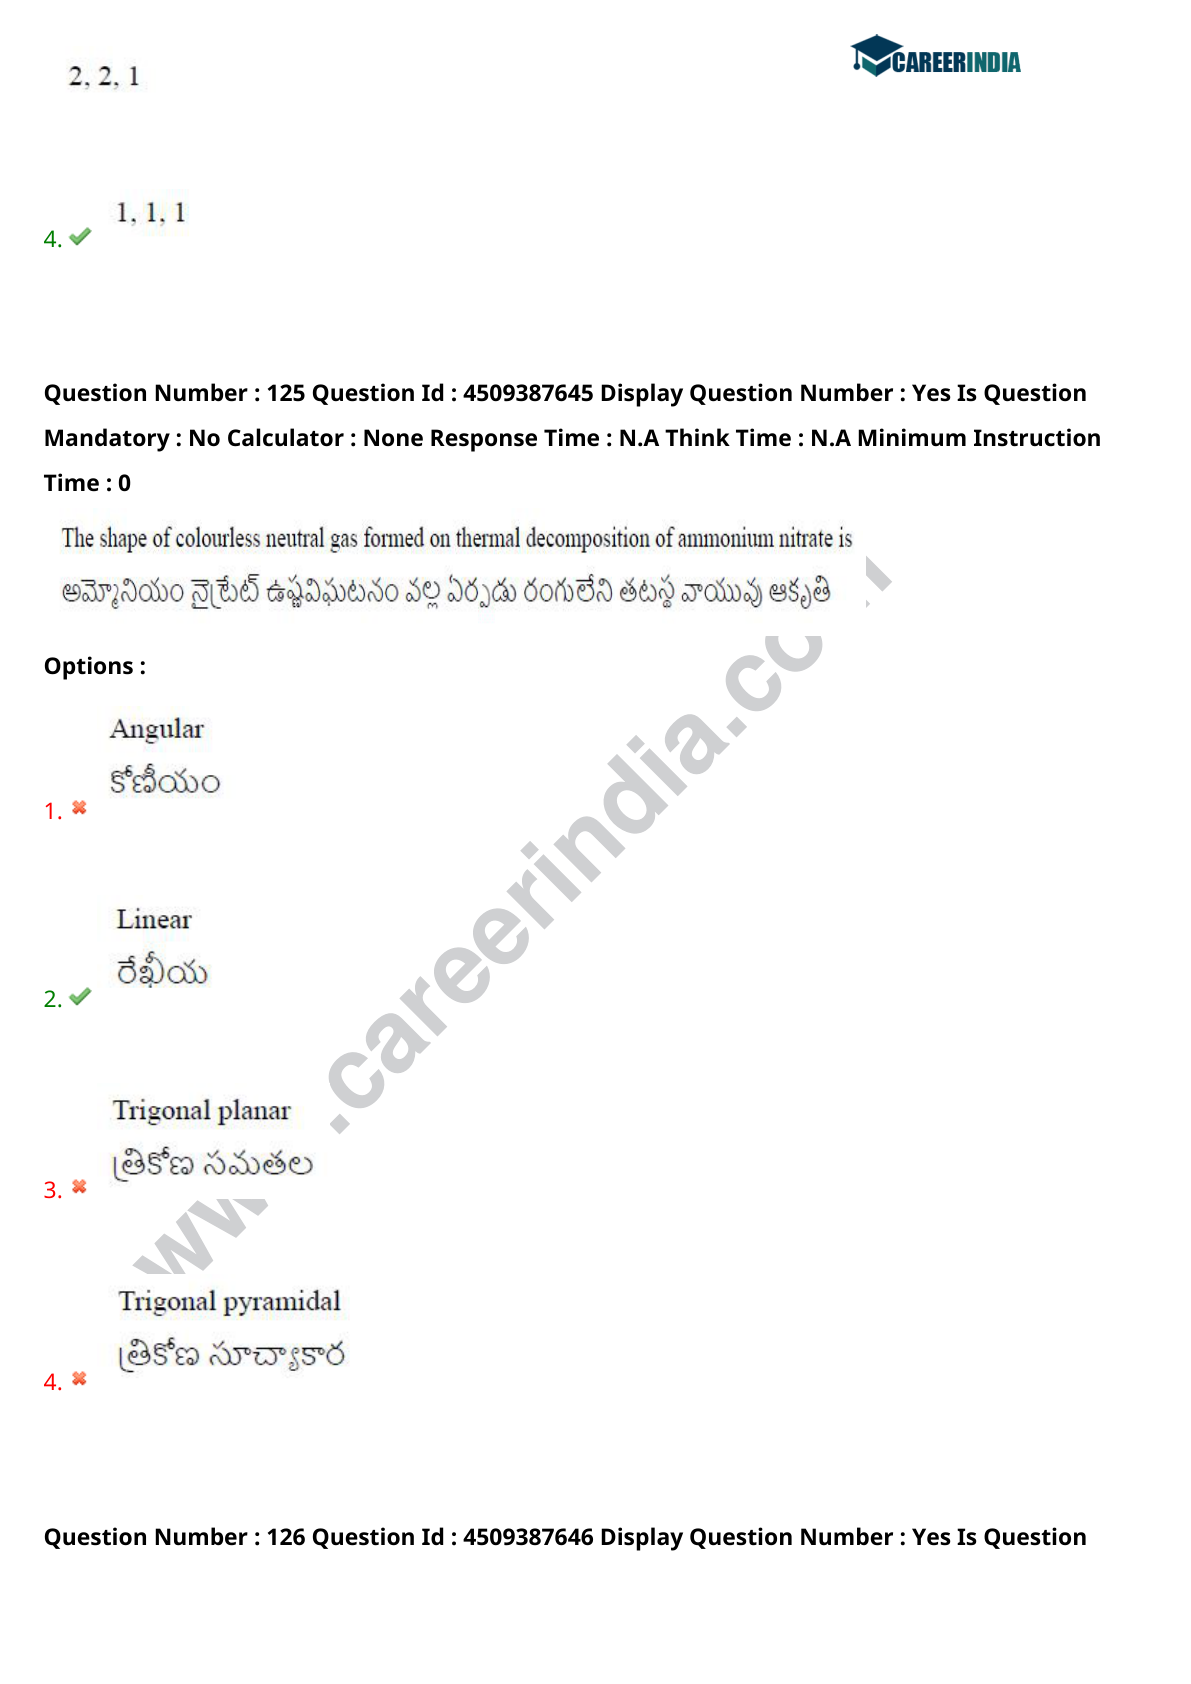 CAREERINDIA
2, 2, 1
1, 1, 1
4.
Question Number : 125 Question Id : 4509387645 Display Question Number : Yes Is Question
Mandatory : No Calculator : None Response Time : N.A Think Time : N.A Minimum Instruction
Time : 0
The shape of colourless neutral gas formed on thermal decomposition of ammonium nitrate is
అమ్మోనియం నైట్రేట్ ఉష్ణవిఘటనం వల్ల ఏర్పడు రంగులేని తటస్థ వాయువు ఆకృతి
Options :
Angular
కోణీయం
1.
Linear
రేఖీయ
2.
Trigonal planar
త్రికోణ సమతల
3.
Trigonal pyramidal
త్రికోణ సూచ్యాకార
4.
Question Number : 126 Question Id : 4509387646 Display Question Number : Yes Is Question